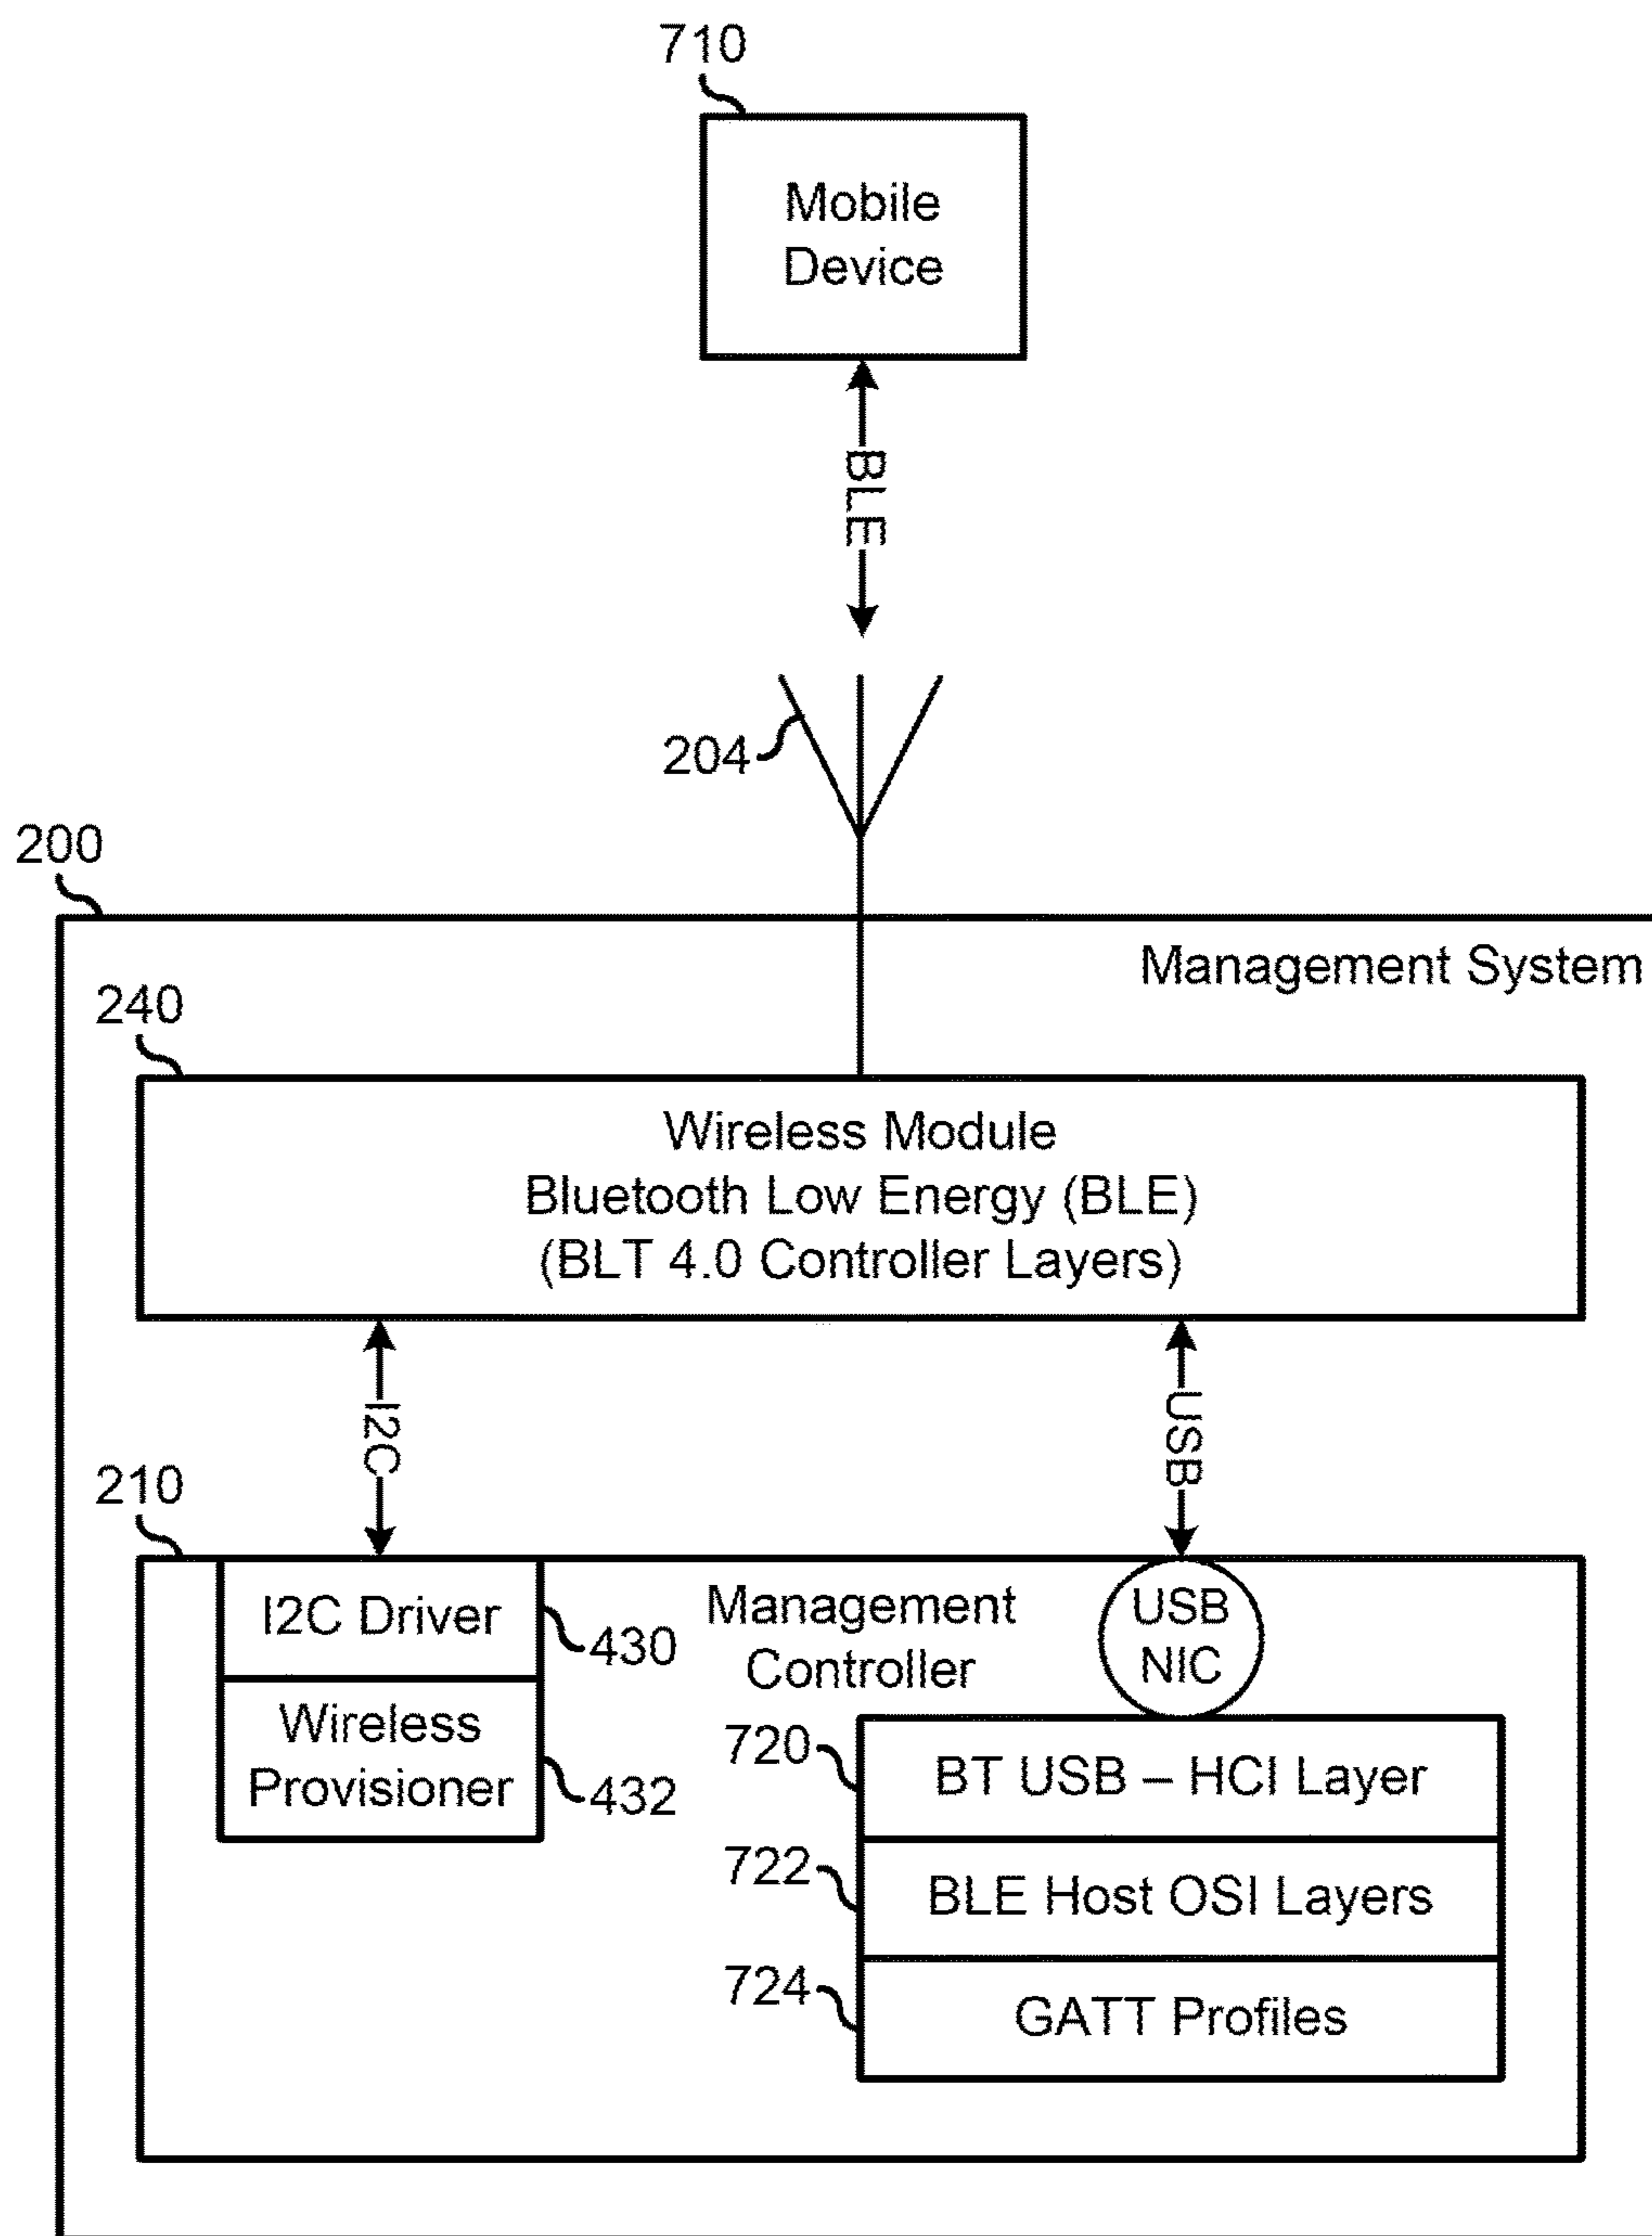 710
Mobile
Device
BLE
204
200
Management System
240
Wireless Module
Bluetooth Low Energy (BLE)
(BLT 4.0 Controller Layers)
I2C
USB
210
I2C Driver
430
Wireless
Provisioner
432
Management
Controller
USB
NIC
720
BT USB – HCI Layer
722
BLE Host OSI Layers
724
GATT Profiles